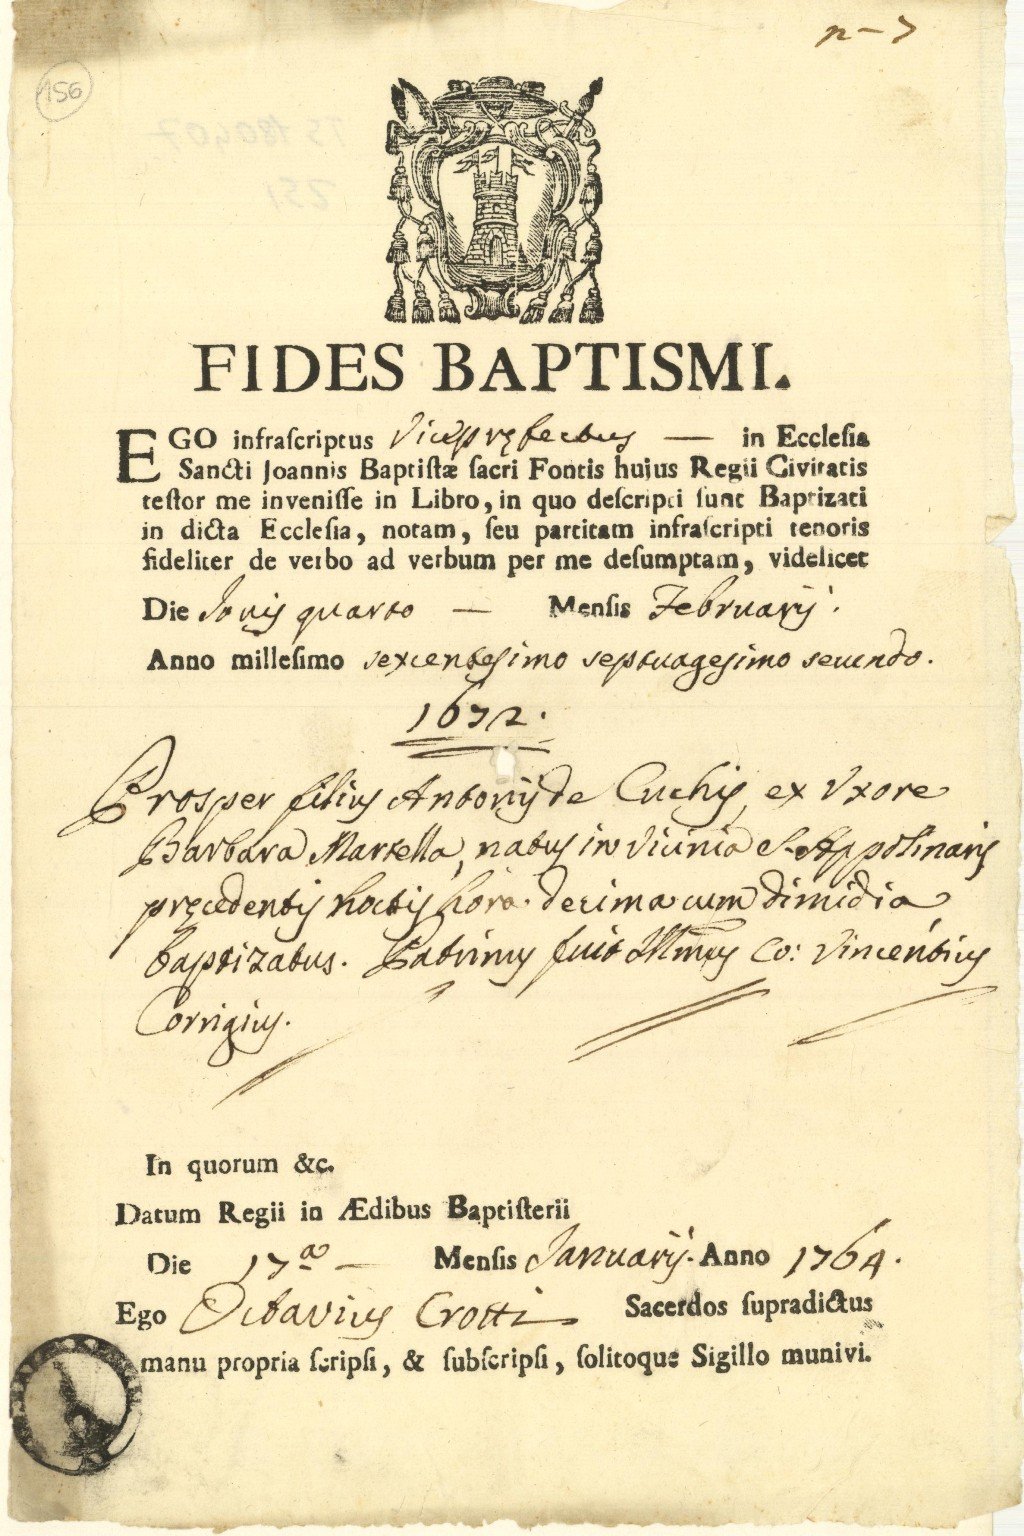 n-7
156
FIDES BAPTISMI.
EGO infraſcriptus Vicepręfectus — in Ecclesia
Sancti Joannis Baptiſtæ ſacri Fontis hujus Regii Civitatis
teſtor me inveniſſe in Libro, in quo deſcripti ſunt Baptizati
in dicta Ecclesia, notam, ſeu partitam infraſcripti tenoris
fideliter de verbo ad verbum per me deſumptam, videlicet
Die Jovis quarto — Menſis Februarij.
Anno milleſimo sexcentesimo septuagesimo secundo.
1672.
Prosper filius Antonij de Cuchis, ex Uxore
Barbara Martella, natus in Vicinia S. Appolinaris
pręcedentis Noctis hora decima cum dimidia
baptizatus. Patrinus fuit Illmus Co: Vincentius
Corrigius.
In quorum &c.
Datum Regii in Ædibus Baptiſterii
Die 17a — Menſis Januarij. Anno 1764.
Ego Octavius Crotti Sacerdos ſupradictus
manu propria ſcripſi, & ſubſcripſi, ſolitoque Sigillo munivi.